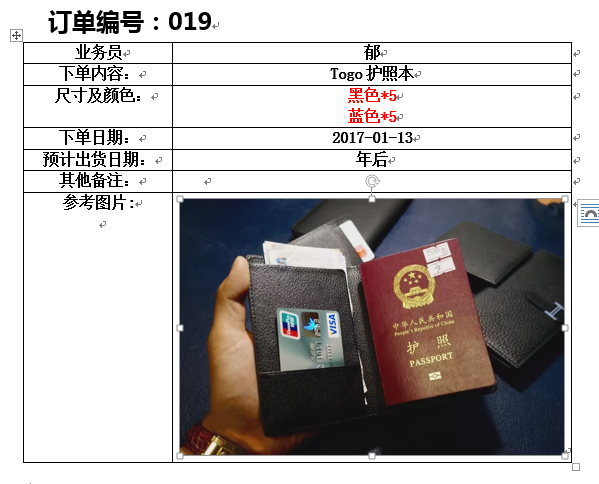 订单编号：019
业务员
郁
下单内容：
Togo 护照本
尺寸及颜色：
黑色*5
蓝色*5
下单日期：
2017-01-13
预计出货日期：
年后
其他备注：
参考图片:
VISA
中华人民共和国
People's Republic of China
护 照
PASSPORT